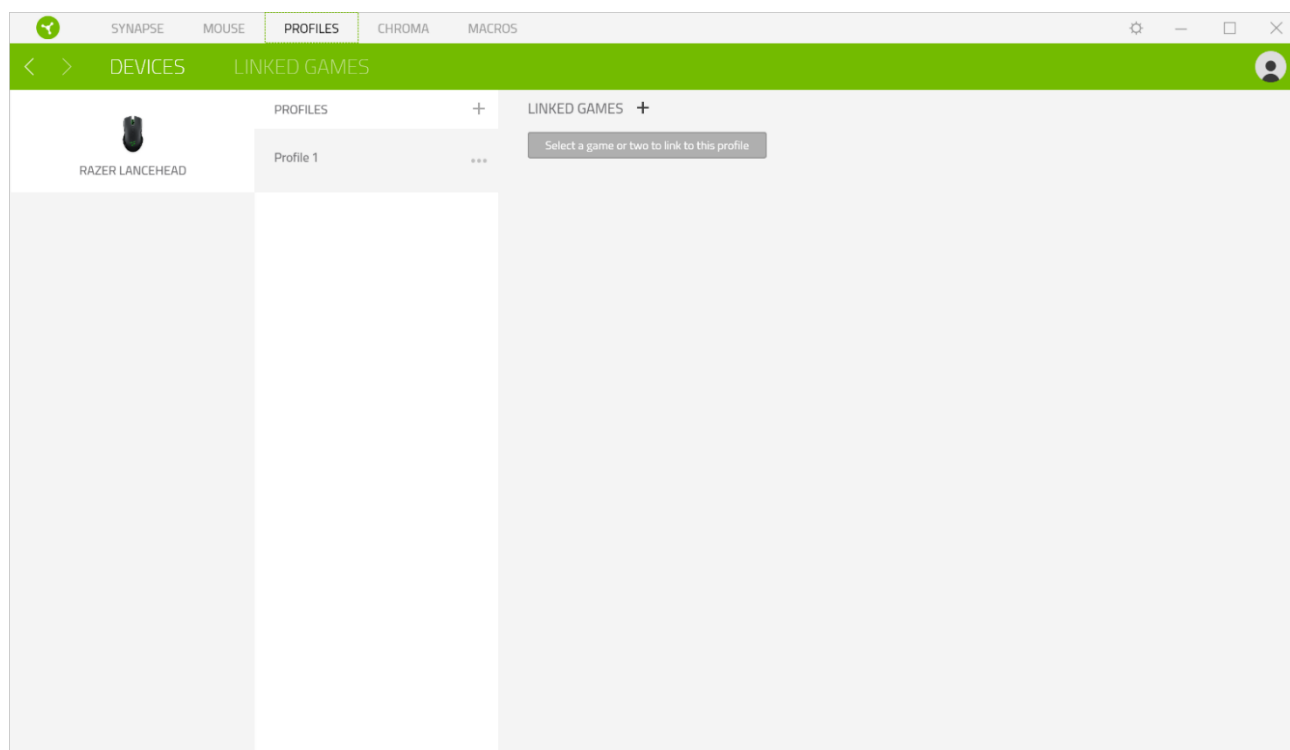 SYNAPSE MOUSE PROFILES CHROMA MACROS
DEVICES LINKED GAMES
RAZER LANCEHEAD
PROFILES
Profile 1
LINKED GAMES
Select a game or two to link to this profile